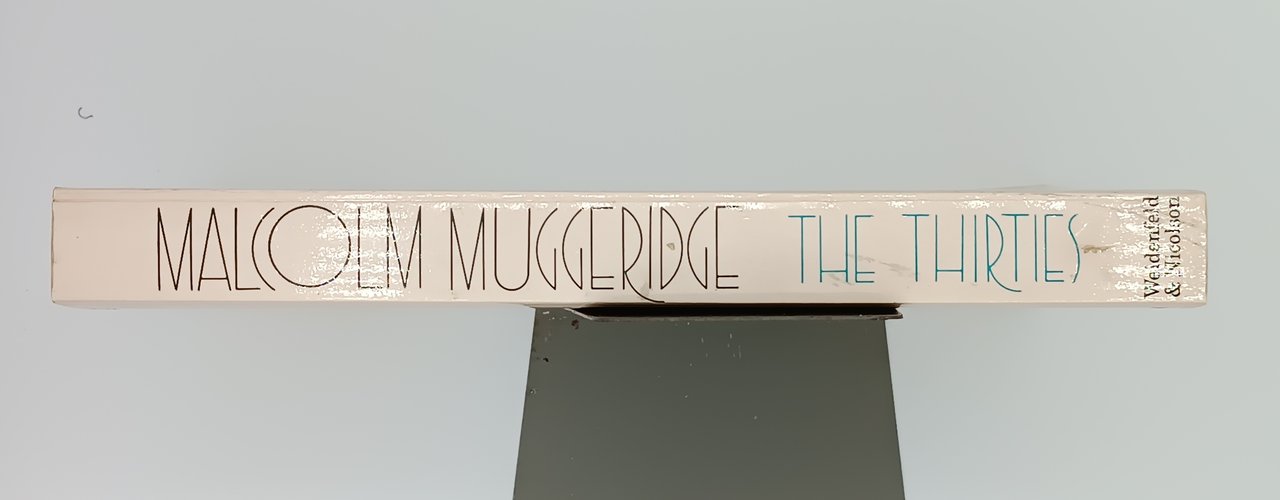 MALCOLM MUGGERIDGE THE THIRTIES
Weidenfeld
& Nicolson